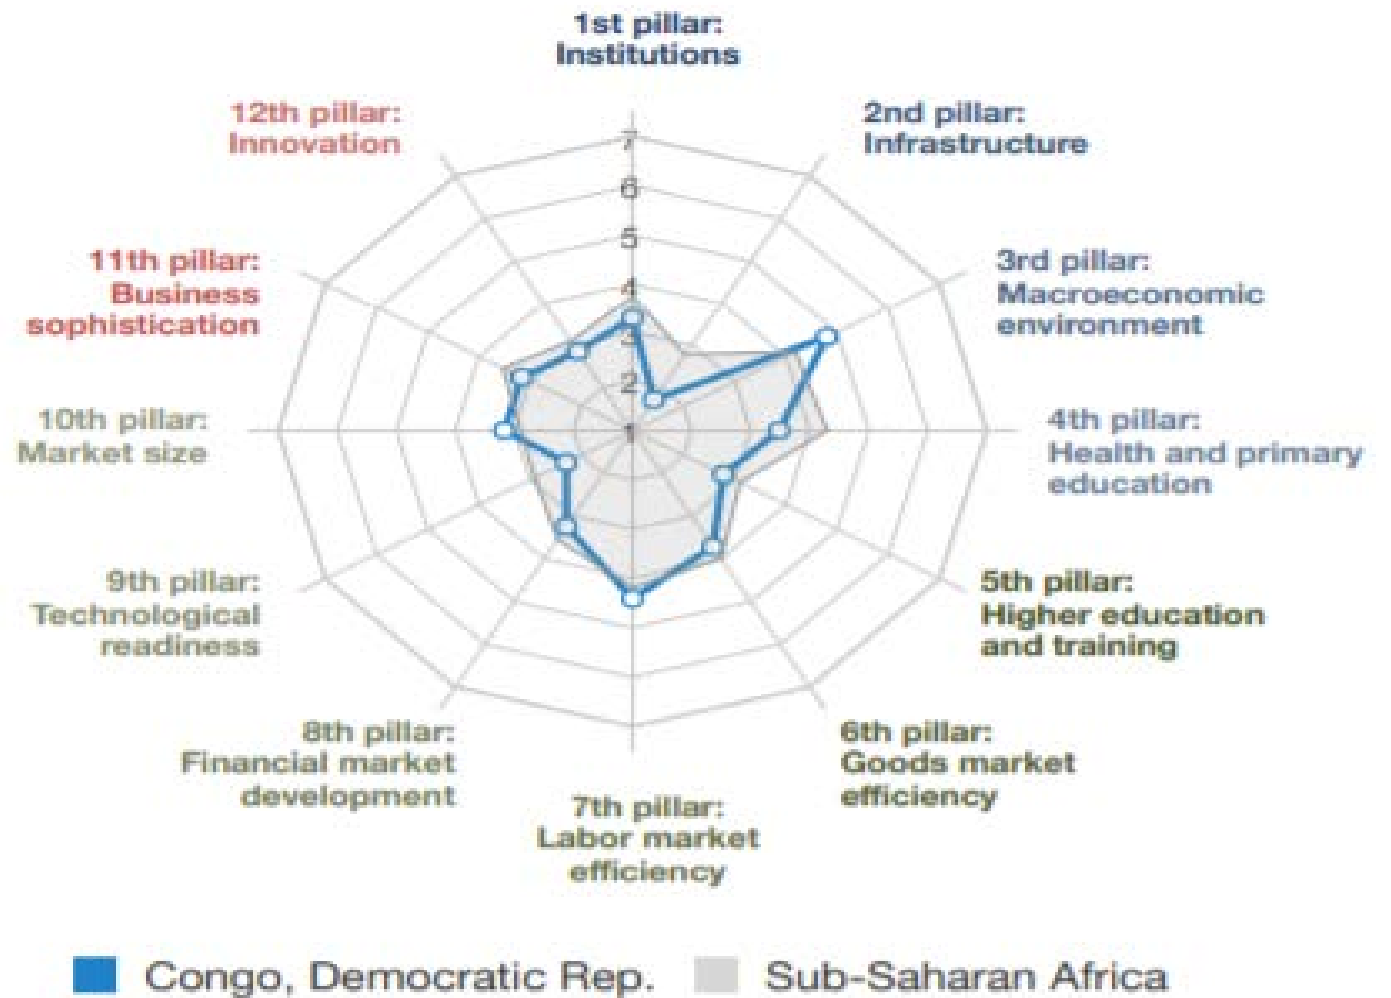 1st pillar:
Institutions
12th pillar:
Innovation
2nd pillar:
Infrastructure
7
6
5
4
3
2
1
11th pillar:
Business
sophistication
3rd pillar:
Macroeconomic
environment
10th pillar:
Market size
4th pillar:
Health and primary
education
9th pillar:
Technological
readiness
5th pillar:
Higher education
and training
8th pillar:
Financial market
development
6th pillar:
Goods market
efficiency
7th pillar:
Labor market
efficiency
Congo, Democratic Rep.
Sub-Saharan Africa